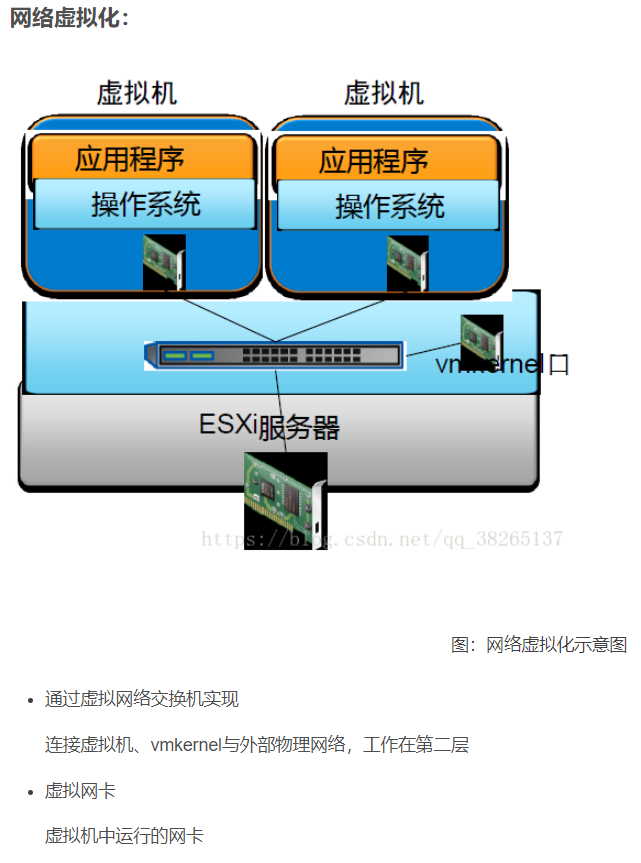 网络虚拟化：
虚拟机 虚拟机
应用程序 应用程序
操作系统 操作系统
vmkernel口
ESXi服务器
https://blog.csdn.net/qq_38265137
图：网络虚拟化示意图
通过虚拟网络交换机实现
连接虚拟机、vmkernel与外部物理网络，工作在第二层
虚拟网卡
虚拟机中运行的网卡